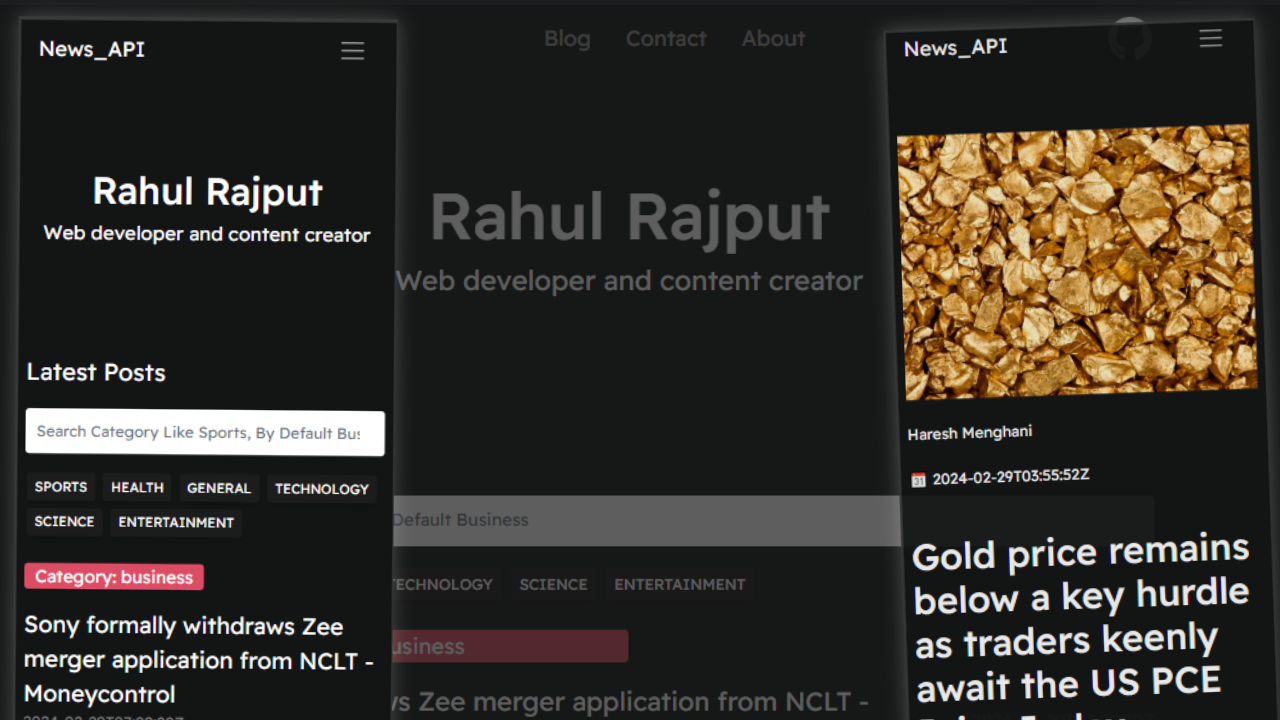 News_API
Rahul Rajput
Web developer and content creator
Latest Posts
Search Category Like Sports, By Default Bus
SPORTS HEALTH GENERAL TECHNOLOGY
SCIENCE ENTERTAINMENT
Category: business
Sony formally withdraws Zee
merger application from NCLT -
Moneycontrol
Blog Contact About
Rahul Rajput
Web developer and content creator
Default Business
TECHNOLOGY SCIENCE ENTERTAINMENT
usiness
vs Zee merger application from NCLT -
News_API
Haresh Menghani
31 2024-02-29T03:55:52Z
Gold price remains
below a key hurdle
as traders keenly
await the US PCE